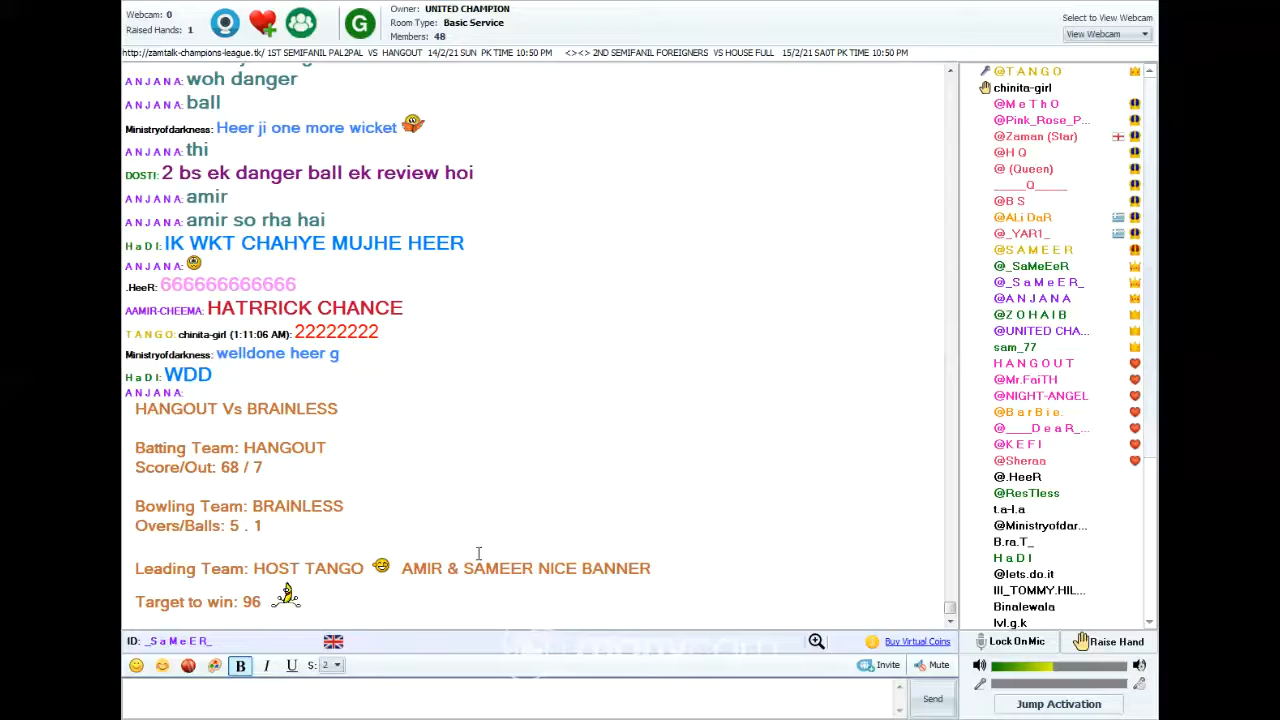 Webcam: 0
Raised Hands: 1
Owner: UNITED CHAMPION
Room Type: Basic Service
Members: 48
Select to View Webcam
View Webcam
http://zamtalk-champions-league.tk/ 1ST SEMIFANIL PAL2PAL VS HANGOUT 14/2/21 SUN PK TIME 10:50 PM <><> 2ND SEMIFANIL FOREIGNERS VS HOUSE FULL 15/2/21 SA0T PK TIME 10:50 PM
A N J A N A: woh danger
A N J A N A: ball
Ministryofdarkness: Heer ji one more wicket
A N J A N A: thi
DOSTI: 2 bs ek danger ball ek review hoi
A N J A N A: amir
A N J A N A: amir so rha hai
H a D I: IK WKT CHAHYE MUJHE HEER
A N J A N A:
.HeeR: 666666666666
AAMIR-CHEEMA: HATRRICK CHANCE
T A N G O: chinita-girl (1:11:06 AM): 22222222
Ministryofdarkness: welldone heer g
H a D I: WDD
A N J A N A:
HANGOUT Vs BRAINLESS
Batting Team: HANGOUT
Score/Out: 68 / 7
Bowling Team: BRAINLESS
Overs/Balls: 5 . 1
Leading Team: HOST TANGO AMIR & SAMEER NICE BANNER
Target to win: 96
@T A N G O
chinita-girl
@M e T h O
@Pink_Rose_P...
@Zaman (Star)
@H Q
@ (Queen)
_____Q_____
@B S
@ALi DaR
@_YAR1_
@S A M E E R
@_SaMeEeR
@_S a M e E R_
@A N J A N A
@Z O H A I B
@UNITED CHA...
sam_77
H A N G O U T
@Mr.FaiTH
@NIGHT-ANGEL
@B a r B i e.
@____D e a R_...
@K E F I
@Sheraa
@.HeeR
@ResTless
t.a-l.a
@Ministryofdar...
B.ra.T_
H a D I
@lets.do.it
III_TOMMY.HIL...
Binalewala
lvl.g.k
ID: _S a M e E R_
Buy Virtual Coins
Lock On Mic
Raise Hand
B I U S: 2
Invite
Mute
Send
Jump Activation